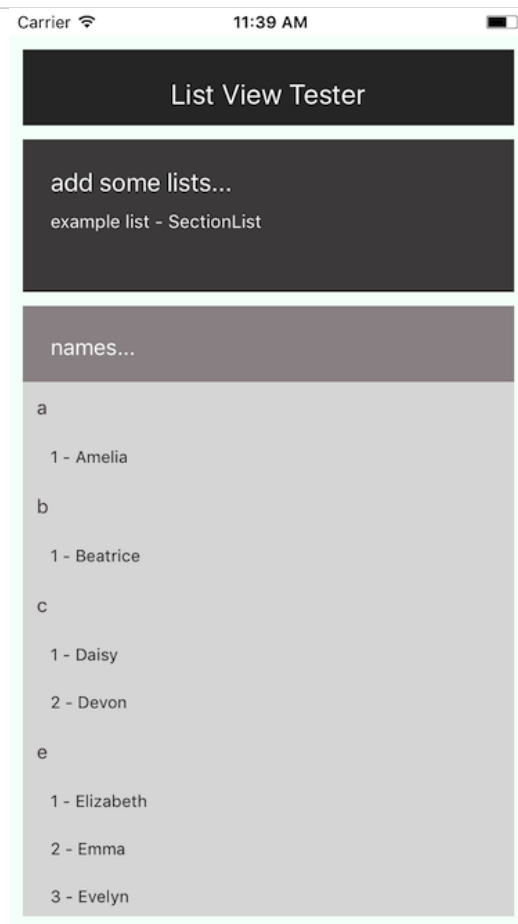 Carrier 11:39 AM
List View Tester
add some lists...
example list - SectionList
names...
a
1 - Amelia
b
1 - Beatrice
c
1 - Daisy
2 - Devon
e
1 - Elizabeth
2 - Emma
3 - Evelyn